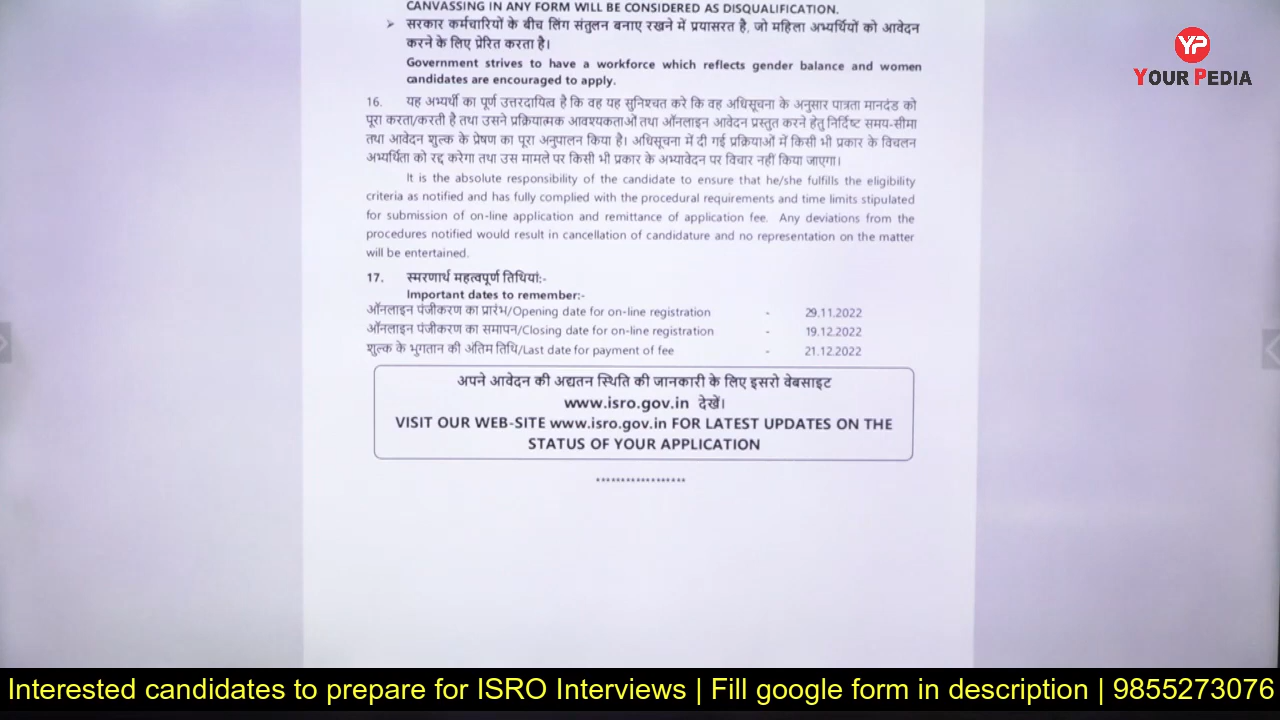 CANVASSING IN ANY FORM WILL BE CONSIDERED AS DISQUALIFICATION.
➢ सरकार कर्मचारियों के बीच लिंग संतुलन बनाए रखने में प्रयासरत है, जो महिला अभ्यर्थियों को आवेदन
करने के लिए प्रेरित करता है।
Government strives to have a workforce which reflects gender balance and women
candidates are encouraged to apply.
16. यह अभ्यर्थी का पूर्ण उत्तरदायित्व है कि वह यह सुनिश्चत करे कि वह अधिसूचना के अनुसार पात्रता मानदंड को
पूरा करता/करती है तथा उसने प्रक्रियात्मक आवश्यकताओं तथा ऑनलाइन आवेदन प्रस्तुत करने हेतु निर्दिष्ट समय-सीमा
तथा आवेदन शुल्क के प्रेषण का पूरा अनुपालन किया है। अधिसूचना में दी गई प्रक्रियाओं में किसी भी प्रकार के विचलन
अभ्यर्थिता को रद्द करेगा तथा उस मामले पर किसी भी प्रकार के अभ्यावेदन पर विचार नहीं किया जाएगा।
It is the absolute responsibility of the candidate to ensure that he/she fulfills the eligibility
criteria as notified and has fully complied with the procedural requirements and time limits stipulated
for submission of on-line application and remittance of application fee. Any deviations from the
procedures notified would result in cancellation of candidature and no representation on the matter
will be entertained.
17. स्मरणार्थ महत्वपूर्ण तिथियां:-
Important dates to remember:-
ऑनलाइन पंजीकरण का प्रारंभ/Opening date for on-line registration - 29.11.2022
ऑनलाइन पंजीकरण का समापन/Closing date for on-line registration - 19.12.2022
शुल्क के भुगतान की अंतिम तिथि/Last date for payment of fee - 21.12.2022
अपने आवेदन की अद्यतन स्थिति की जानकारी के लिए इसरो वेबसाइट
www.isro.gov.in देखें।
VISIT OUR WEB-SITE www.isro.gov.in FOR LATEST UPDATES ON THE
STATUS OF YOUR APPLICATION
******************
YP
YOUR PEDIA
Interested candidates to prepare for ISRO Interviews | Fill google form in description | 9855273076